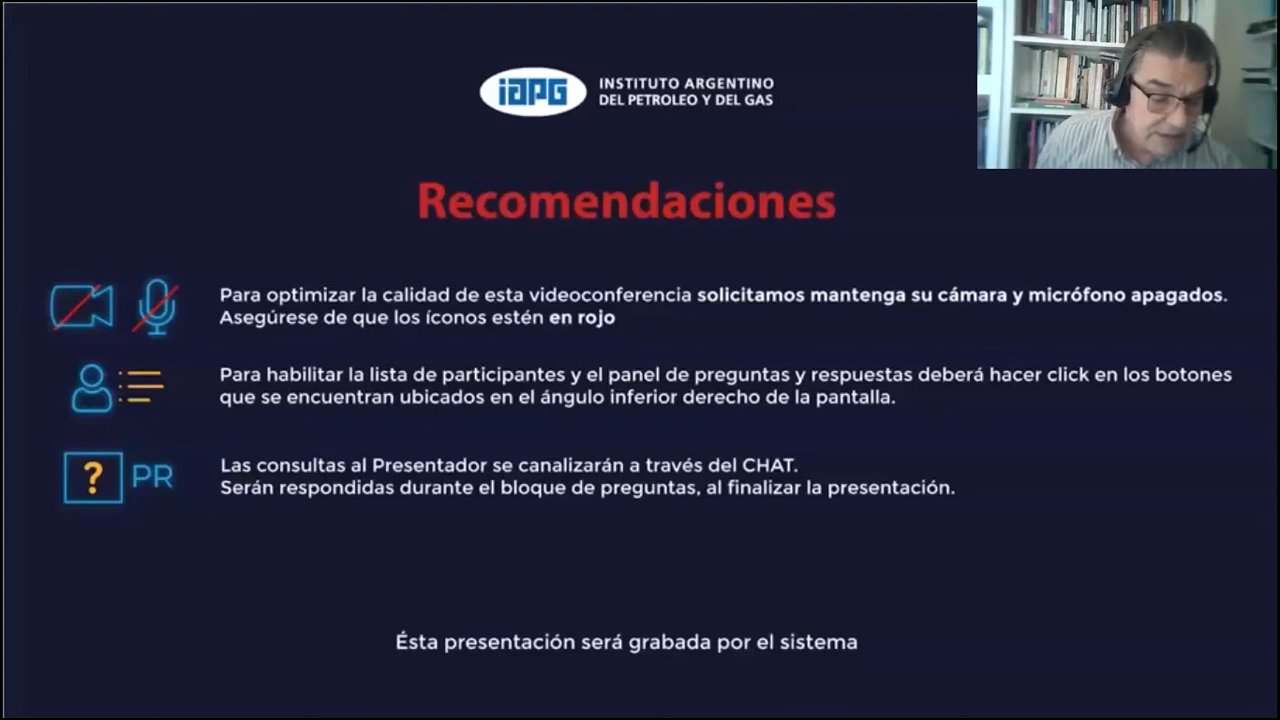 iapg
INSTITUTO ARGENTINO
DEL PETROLEO Y DEL GAS
Recomendaciones
Para optimizar la calidad de esta videoconferencia solicitamos mantenga su cámara y micrófono apagados.
Asegúrese de que los íconos estén en rojo
Para habilitar la lista de participantes y el panel de preguntas y respuestas deberá hacer click en los botones
que se encuentran ubicados en el ángulo inferior derecho de la pantalla.
? PR
Las consultas al Presentador se canalizarán a través del CHAT.
Serán respondidas durante el bloque de preguntas, al finalizar la presentación.
Ésta presentación será grabada por el sistema